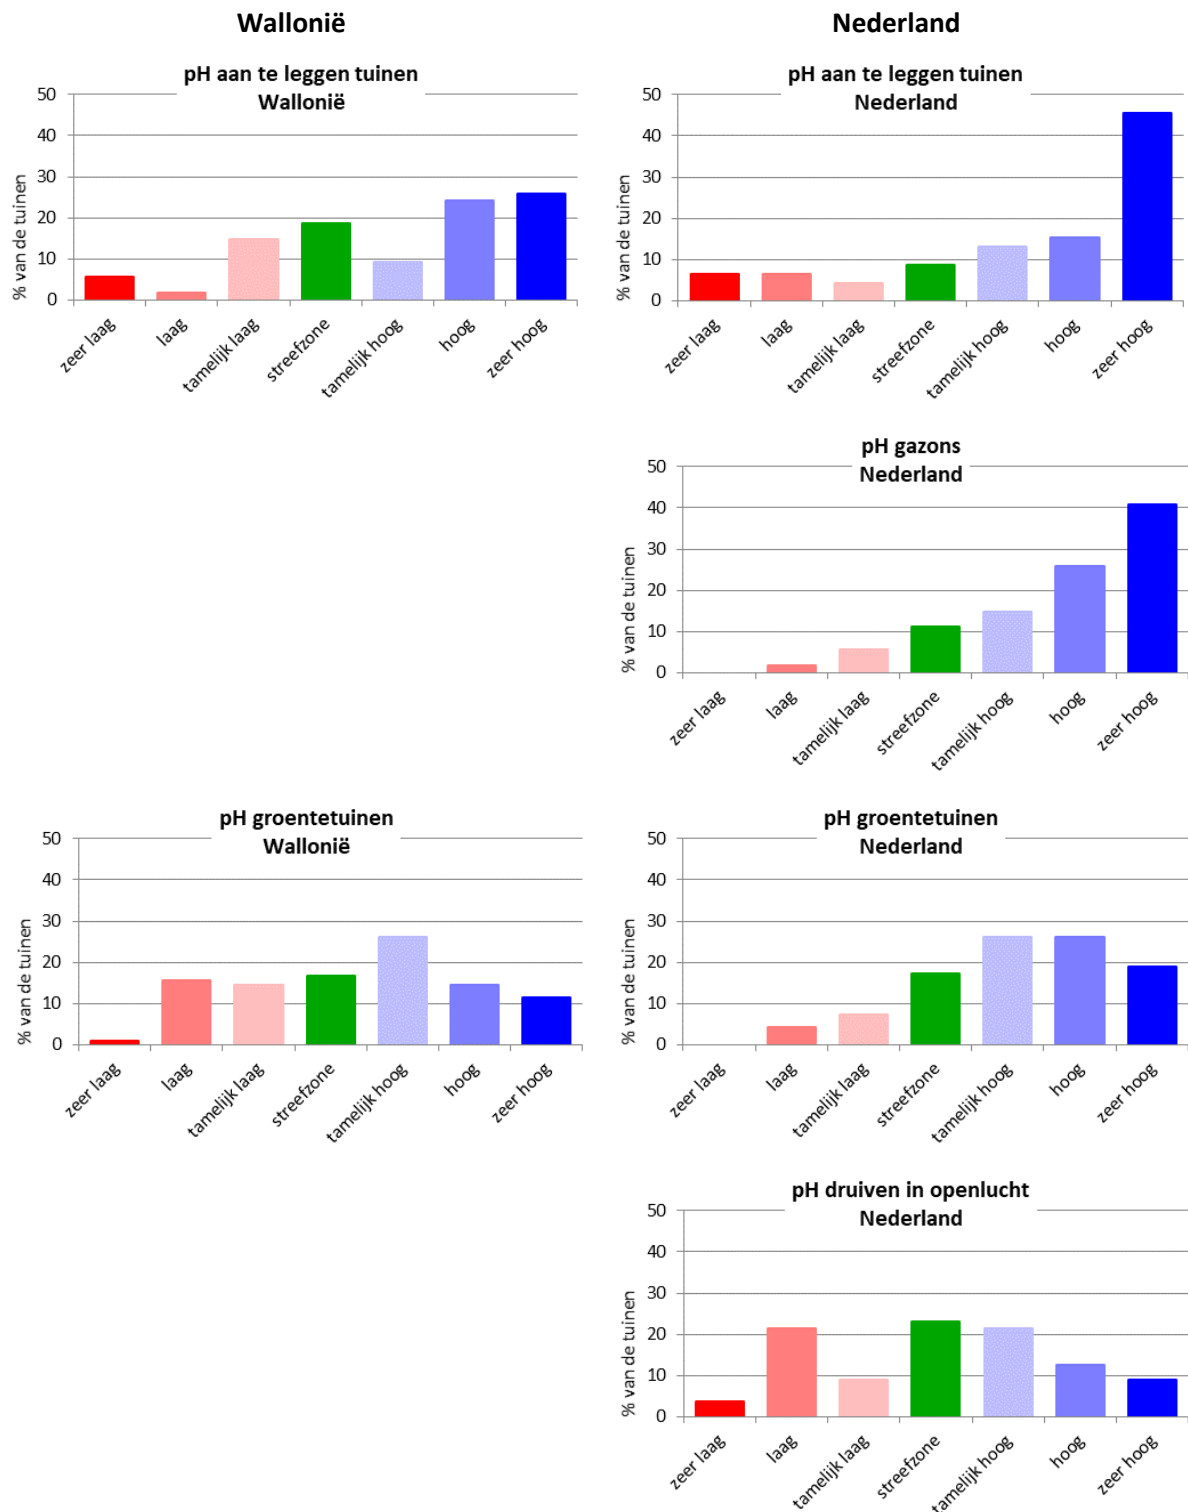 Wallonië
Nederland
pH aan te leggen tuinen
Wallonië
50
40
30
20
10
0
% van de tuinen
zeer laag
laag
tamelijk laag
streefzone
tamelijk hoog
hoog
zeer hoog
pH aan te leggen tuinen
Nederland
50
40
30
20
10
0
% van de tuinen
zeer laag
laag
tamelijk laag
streefzone
tamelijk hoog
hoog
zeer hoog
pH gazons
Nederland
50
40
30
20
10
0
% van de tuinen
zeer laag
laag
tamelijk laag
streefzone
tamelijk hoog
hoog
zeer hoog
pH groentetuinen
Wallonië
50
40
30
20
10
0
% van de tuinen
zeer laag
laag
tamelijk laag
streefzone
tamelijk hoog
hoog
zeer hoog
pH groentetuinen
Nederland
50
40
30
20
10
0
% van de tuinen
zeer laag
laag
tamelijk laag
streefzone
tamelijk hoog
hoog
zeer hoog
pH druiven in openlucht
Nederland
50
40
30
20
10
0
% van de tuinen
zeer laag
laag
tamelijk laag
streefzone
tamelijk hoog
hoog
zeer hoog